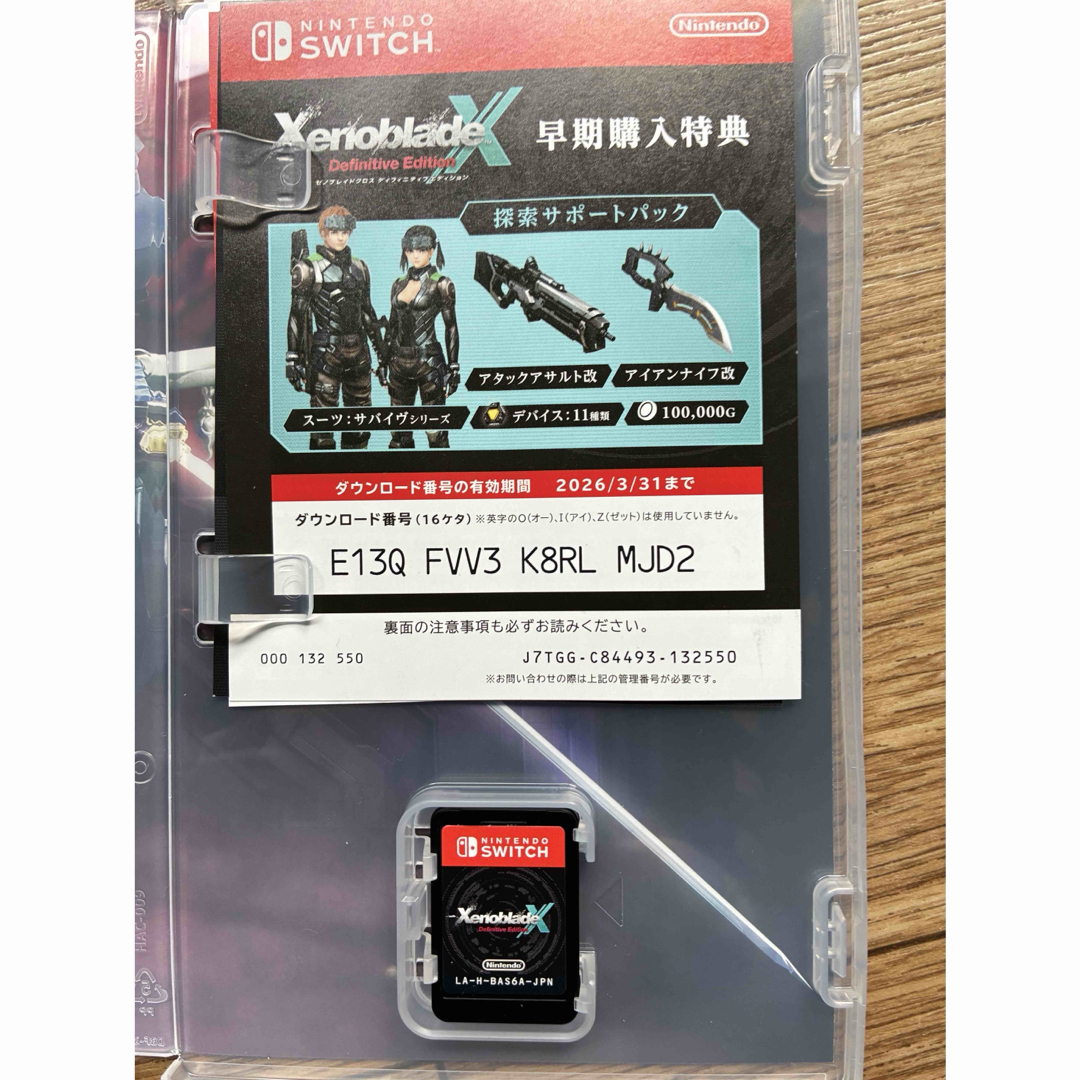 NINTENDO
SWITCH
Nintendo
XenobladeX
Definitive Edition
ゼノブレイドクロス ディフィニティブ エディション
早期購入特典
探索サポートパック
アタックアサルト改
アイアンナイフ改
スーツ：サバイヴシリーズ
デバイス：11種類
100,000G
ダウンロード番号の有効期間 2026/3/31まで
ダウンロード番号(16ケタ) ※英字のO(オー)、I(アイ)、Z(ゼット)は使用していません。
E13Q FVV3 K8RL MJD2
裏面の注意事項も必ずお読みください。
000 132 550
J7TGG-C84493-132550
※お問い合わせの際は上記の管理番号が必要です。
NINTENDO
SWITCH
XenobladeX
Definitive Edition
Nintendo
LA-H-BAS6A-JPN
Nintendo
HAC-009
PP